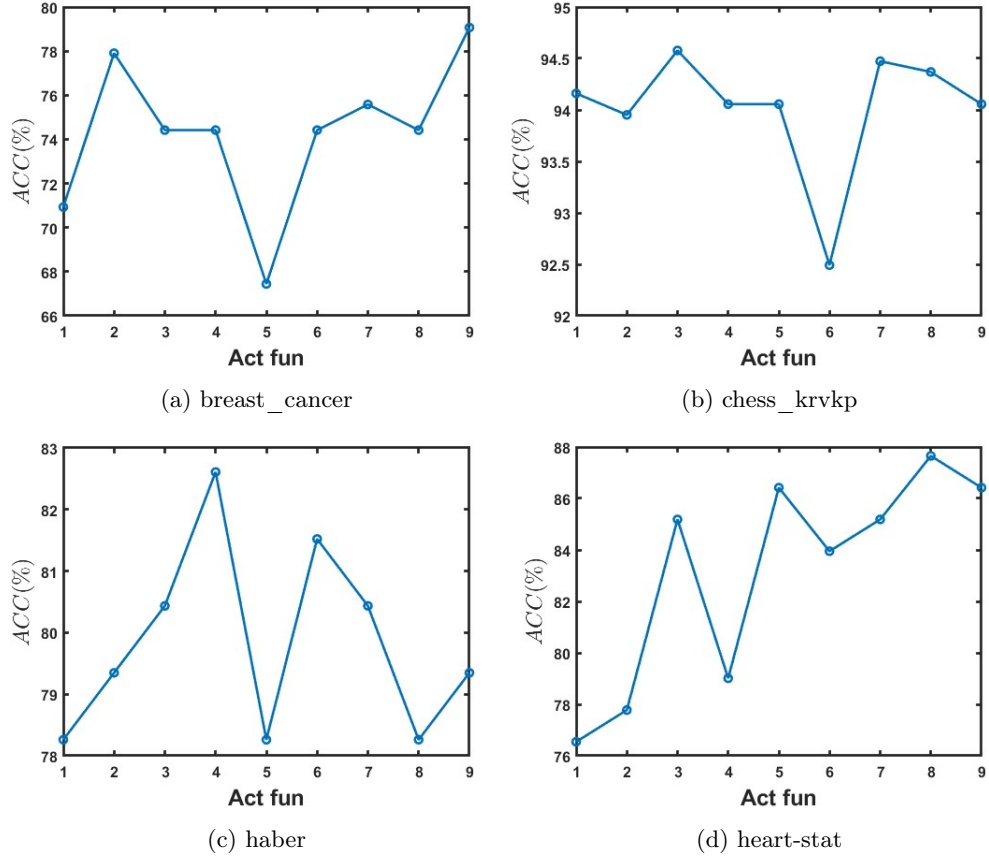 80
78
76
74
72
70
68
66
ACC(%)
1 2 3 4 5 6 7 8 9
Act fun
(a) breast_cancer
95
94.5
94
93.5
93
92.5
92
ACC(%)
1 2 3 4 5 6 7 8 9
Act fun
(b) chess_krvkp
83
82
81
80
79
78
ACC(%)
1 2 3 4 5 6 7 8 9
Act fun
(c) haber
88
86
84
82
80
78
76
ACC(%)
1 2 3 4 5 6 7 8 9
Act fun
(d) heart-stat